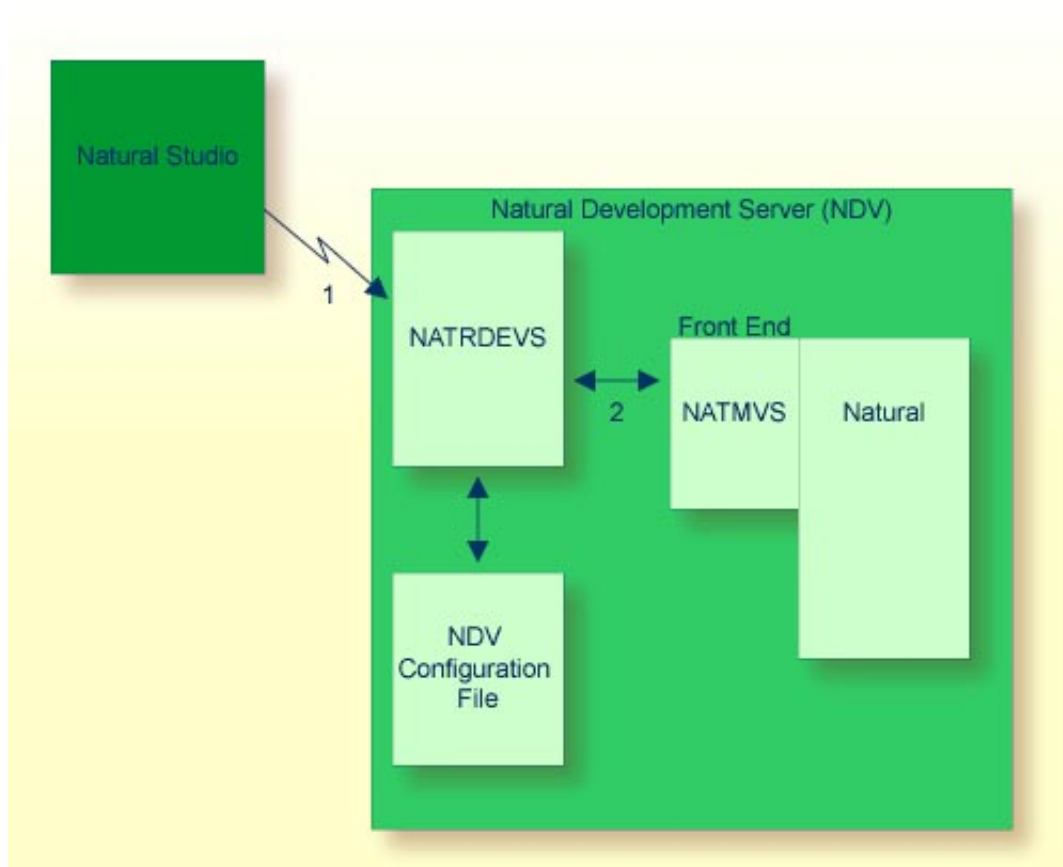 Natural Studio
Natural Development Server (NDV)
1
NATRDEVS
Front End
2
NATMVS
Natural
NDV
Configuration
File